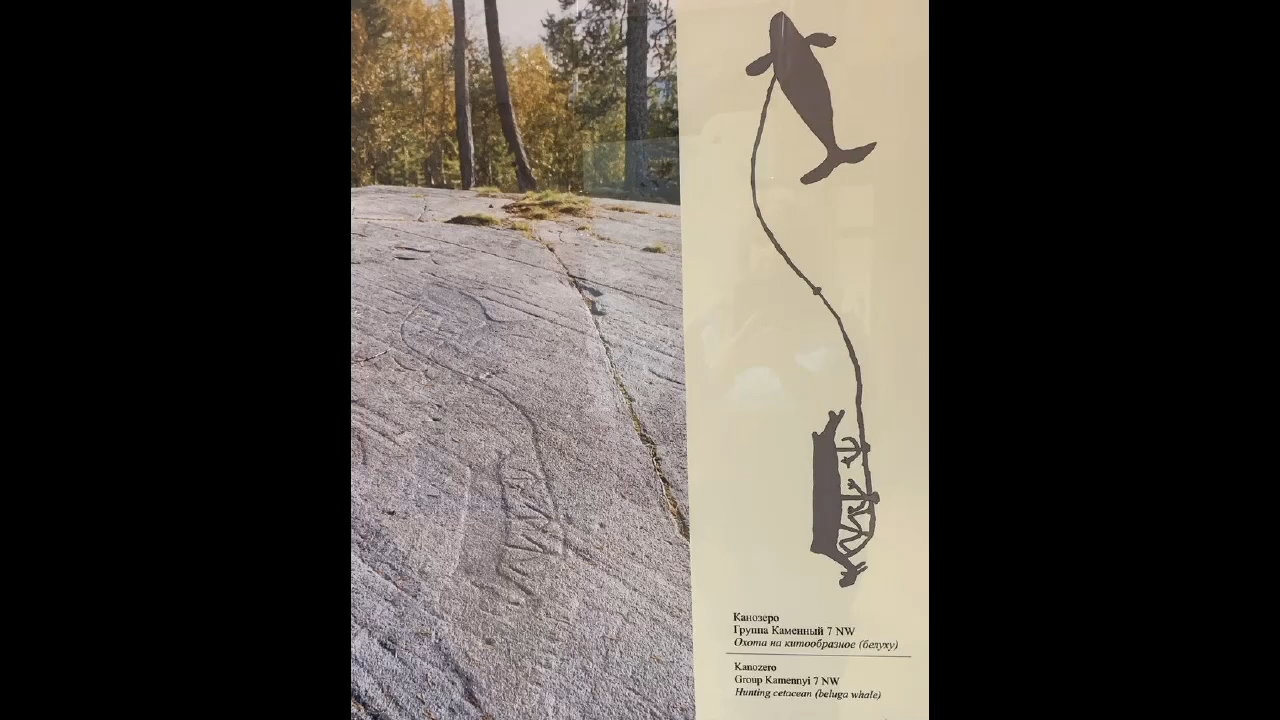 Канозеро
Группа Каменный 7 NW
Охота на китообразное (белуху)
Kanozero
Group Kamennyi 7 NW
Hunting cetacean (beluga whale)